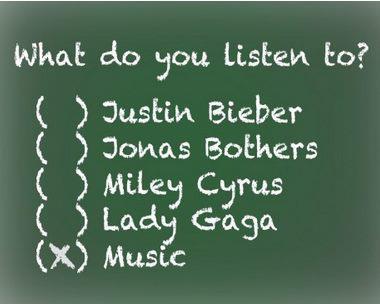 What do you listen to?
( ) Justin Bieber
( ) Jonas Bothers
( ) Miley Cyrus
( ) Lady Gaga
(x) Music